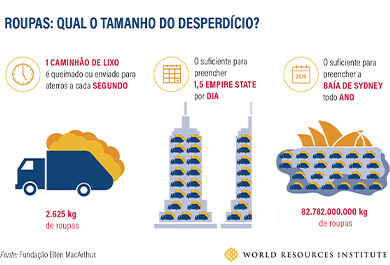 ROUPAS: QUAL O TAMANHO DO DESPERDÍCIO?
1 CAMINHÃO DE LIXO
é queimado ou enviado para
aterros a cada SEGUNDO
O suficiente para
preencher
1,5 EMPIRE STATE
por DIA
2019
O suficiente para
preencher a
BAÍA DE SYDNEY
todo ANO
2.625 kg
de roupas
82.782.000.000 kg
de roupas
Fonte: Fundação Ellen MacArthur.
WORLD RESOURCES INSTITUTE